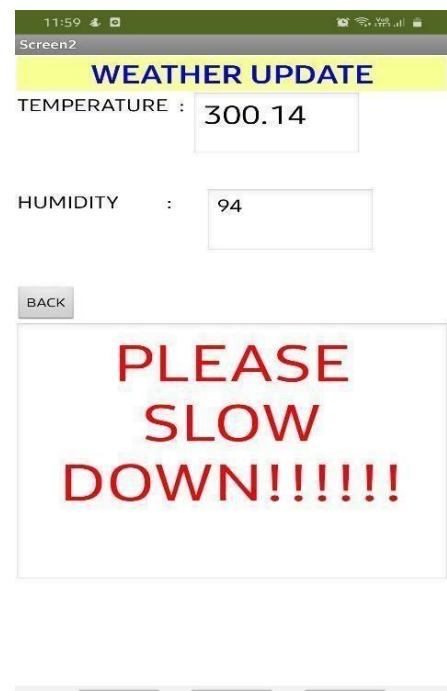 11:59
Screen2
WEATHER UPDATE
TEMPERATURE : 300.14
HUMIDITY : 94
BACK
PLEASE
SLOW
DOWN!!!!!!